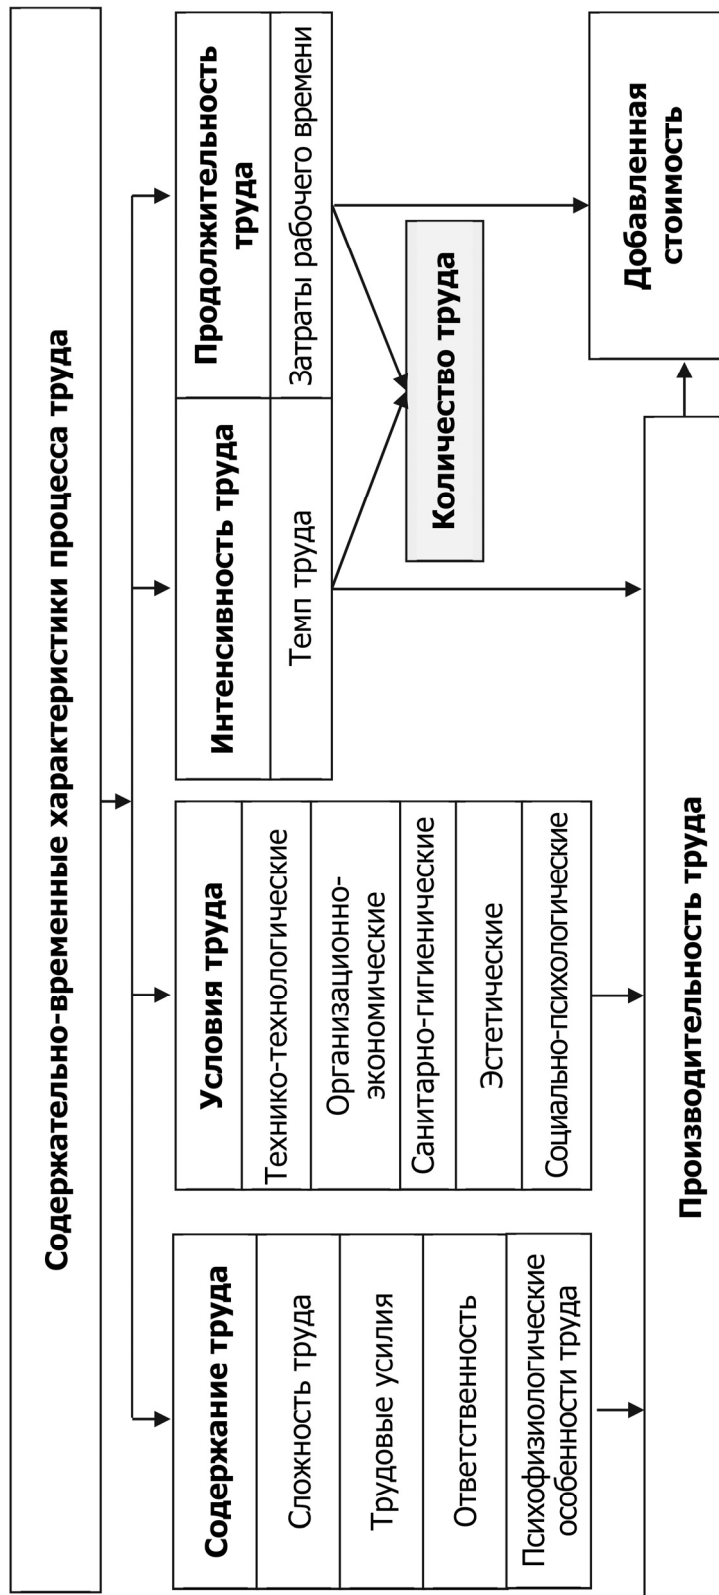 Содержательно-временные характеристики процесса труда
Содержание труда
Сложность труда
Трудовые усилия
Ответственность
Психофизиологические
особенности труда
Условия труда
Технико-технологические
Организационно-
экономические
Санитарно-гигиенические
Эстетические
Социально-психологические
Интенсивность труда
Темп труда
Продолжительность
труда
Затраты рабочего времени
Количество труда
Производительность труда
Добавленная
стоимость